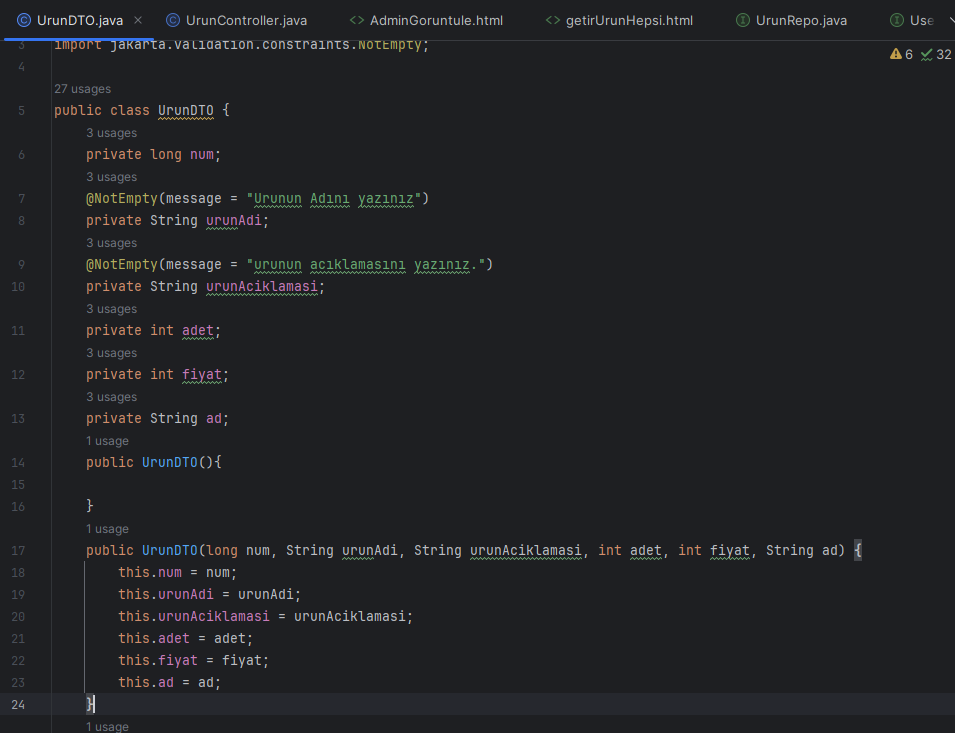 UrunDTO.java × UrunController.java <> AdminGoruntule.html <> getirUrunHepsi.html UrunRepo.java Use
3 import jakarta.validation.constraints.NotEmpty;
6 32
4
27 usages
5 public class UrunDTO {
3 usages
6 private long num;
3 usages
7 @NotEmpty(message = "Urunun Adını yazınız")
8 private String urunAdi;
3 usages
9 @NotEmpty(message = "urunun acıklamasını yazınız.")
10 private String urunAciklamasi;
3 usages
11 private int adet;
3 usages
12 private int fiyat;
3 usages
13 private String ad;
1 usage
14 public UrunDTO(){
15
16 }
1 usage
17 public UrunDTO(long num, String urunAdi, String urunAciklamasi, int adet, int fiyat, String ad) {
18 this.num = num;
19 this.urunAdi = urunAdi;
20 this.urunAciklamasi = urunAciklamasi;
21 this.adet = adet;
22 this.fiyat = fiyat;
23 this.ad = ad;
24 }
1 usage